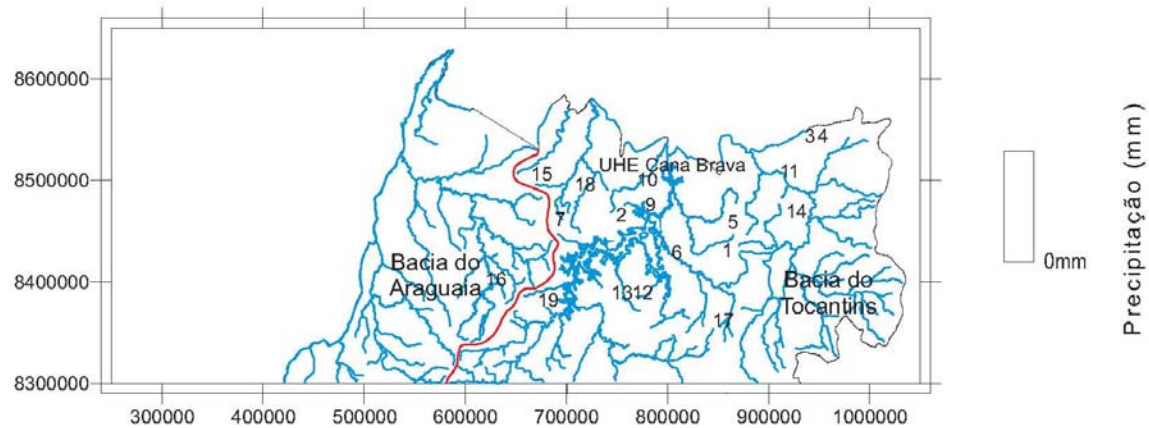 8600000
8500000
8400000
8300000
34
UHE Cana Brava
15
18
10
11
9
14
7
2
5
6
1
Bacia do
Araguaia
16
19
1312
Bacia do
Tocantins
17
0mm
Precipitação (mm)
300000 400000 500000 600000 700000 800000 900000 1000000